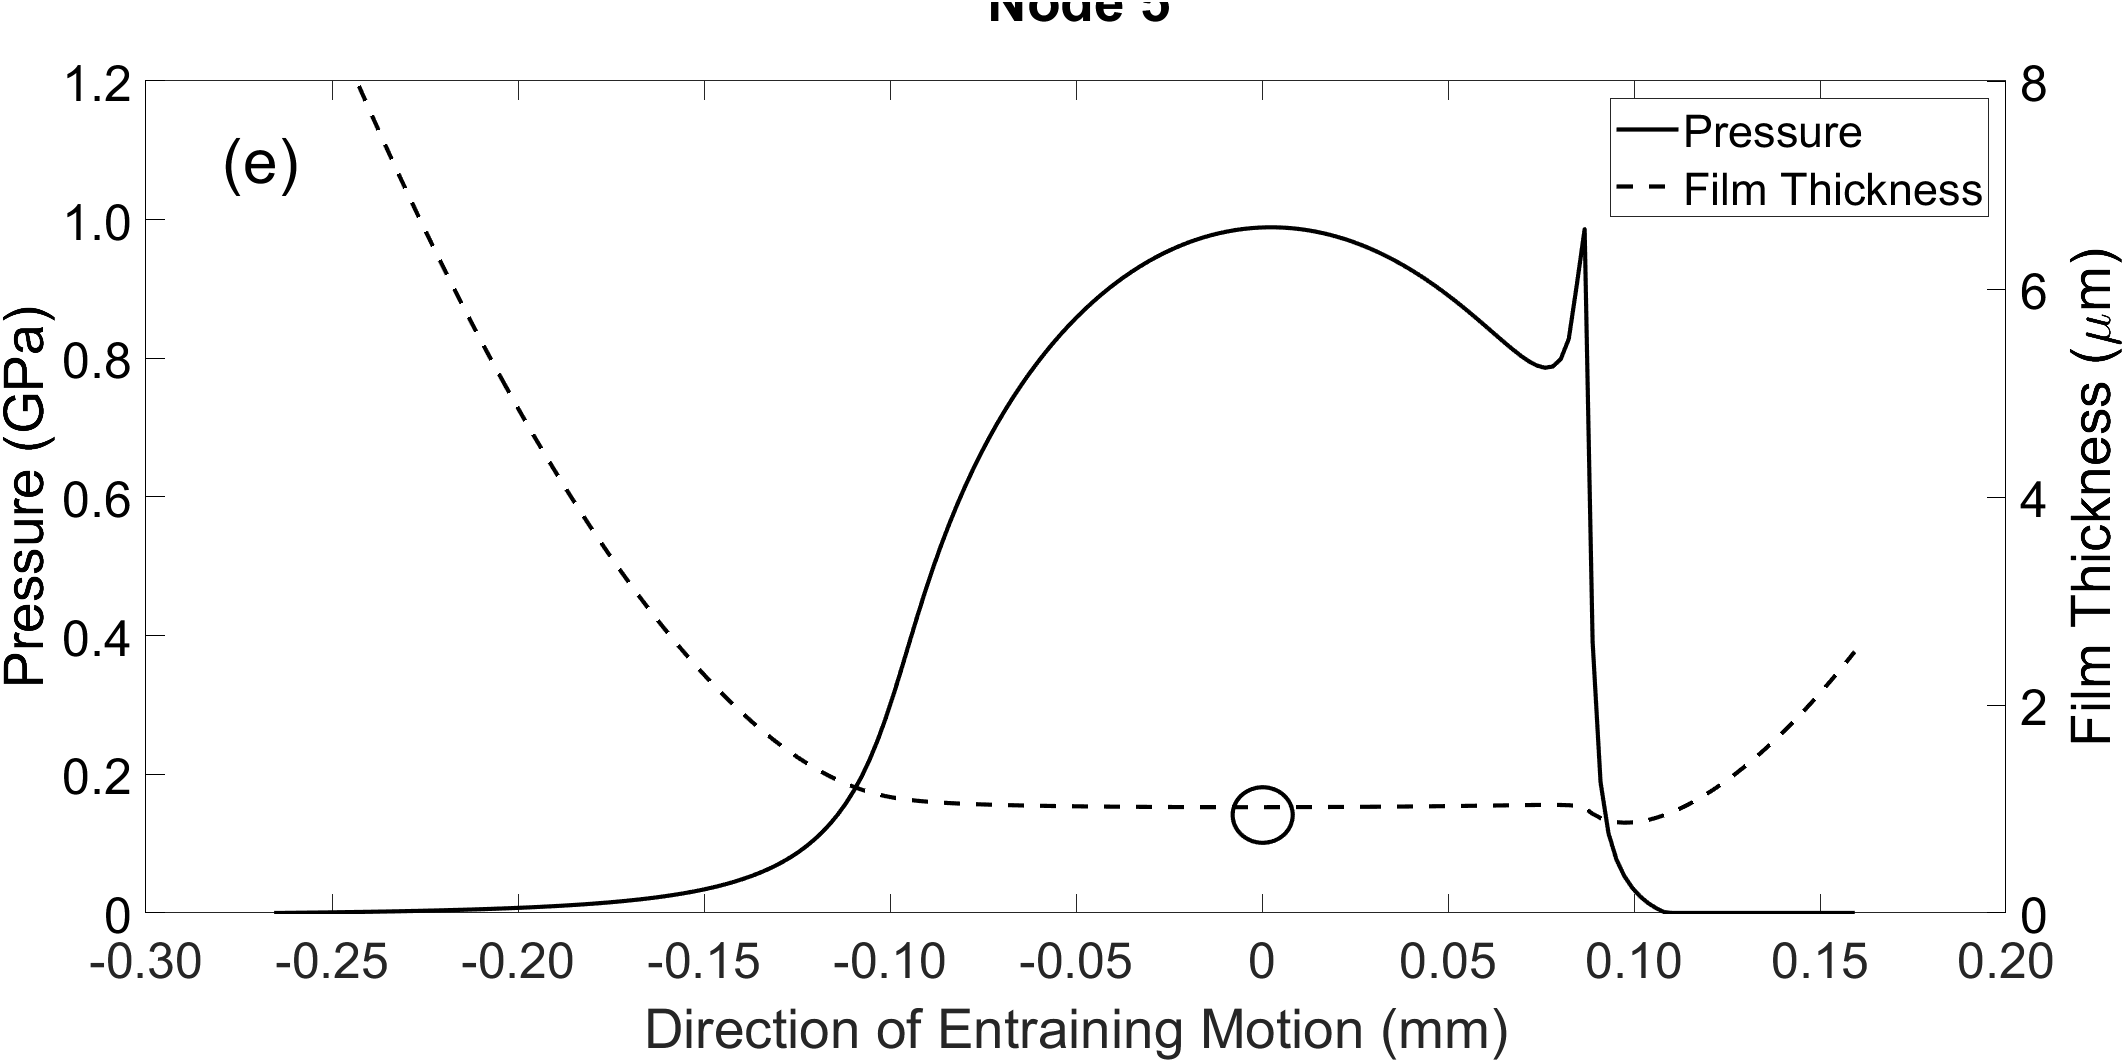 Node 5
(e)
Pressure
Film Thickness
1.2
1.0
0.8
0.6
0.4
0.2
0
Pressure (GPa)
8
6
4
2
0
Film Thickness (μm)
-0.30 -0.25 -0.20 -0.15 -0.10 -0.05 0 0.05 0.10 0.15 0.20
Direction of Entraining Motion (mm)